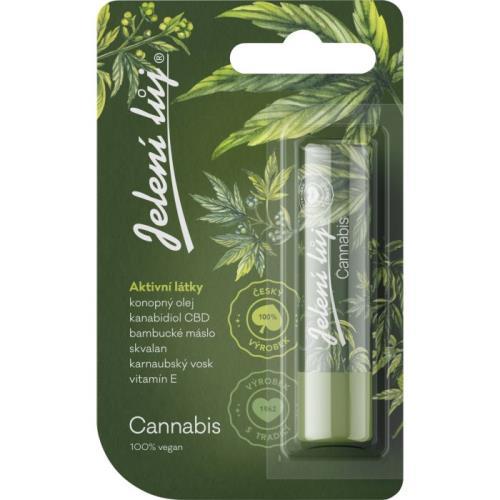 Jelení lůj®
Aktivní látky
konopný olej
kanabidiol CBD
bambucké máslo
skvalan
karnaubský vosk
vitamín E
Cannabis
100% vegan
ČESKÝ
100%
VÝROBEK
VÝROBEK
1862
S TRADICÍ
Jelení lůj
Cannabis